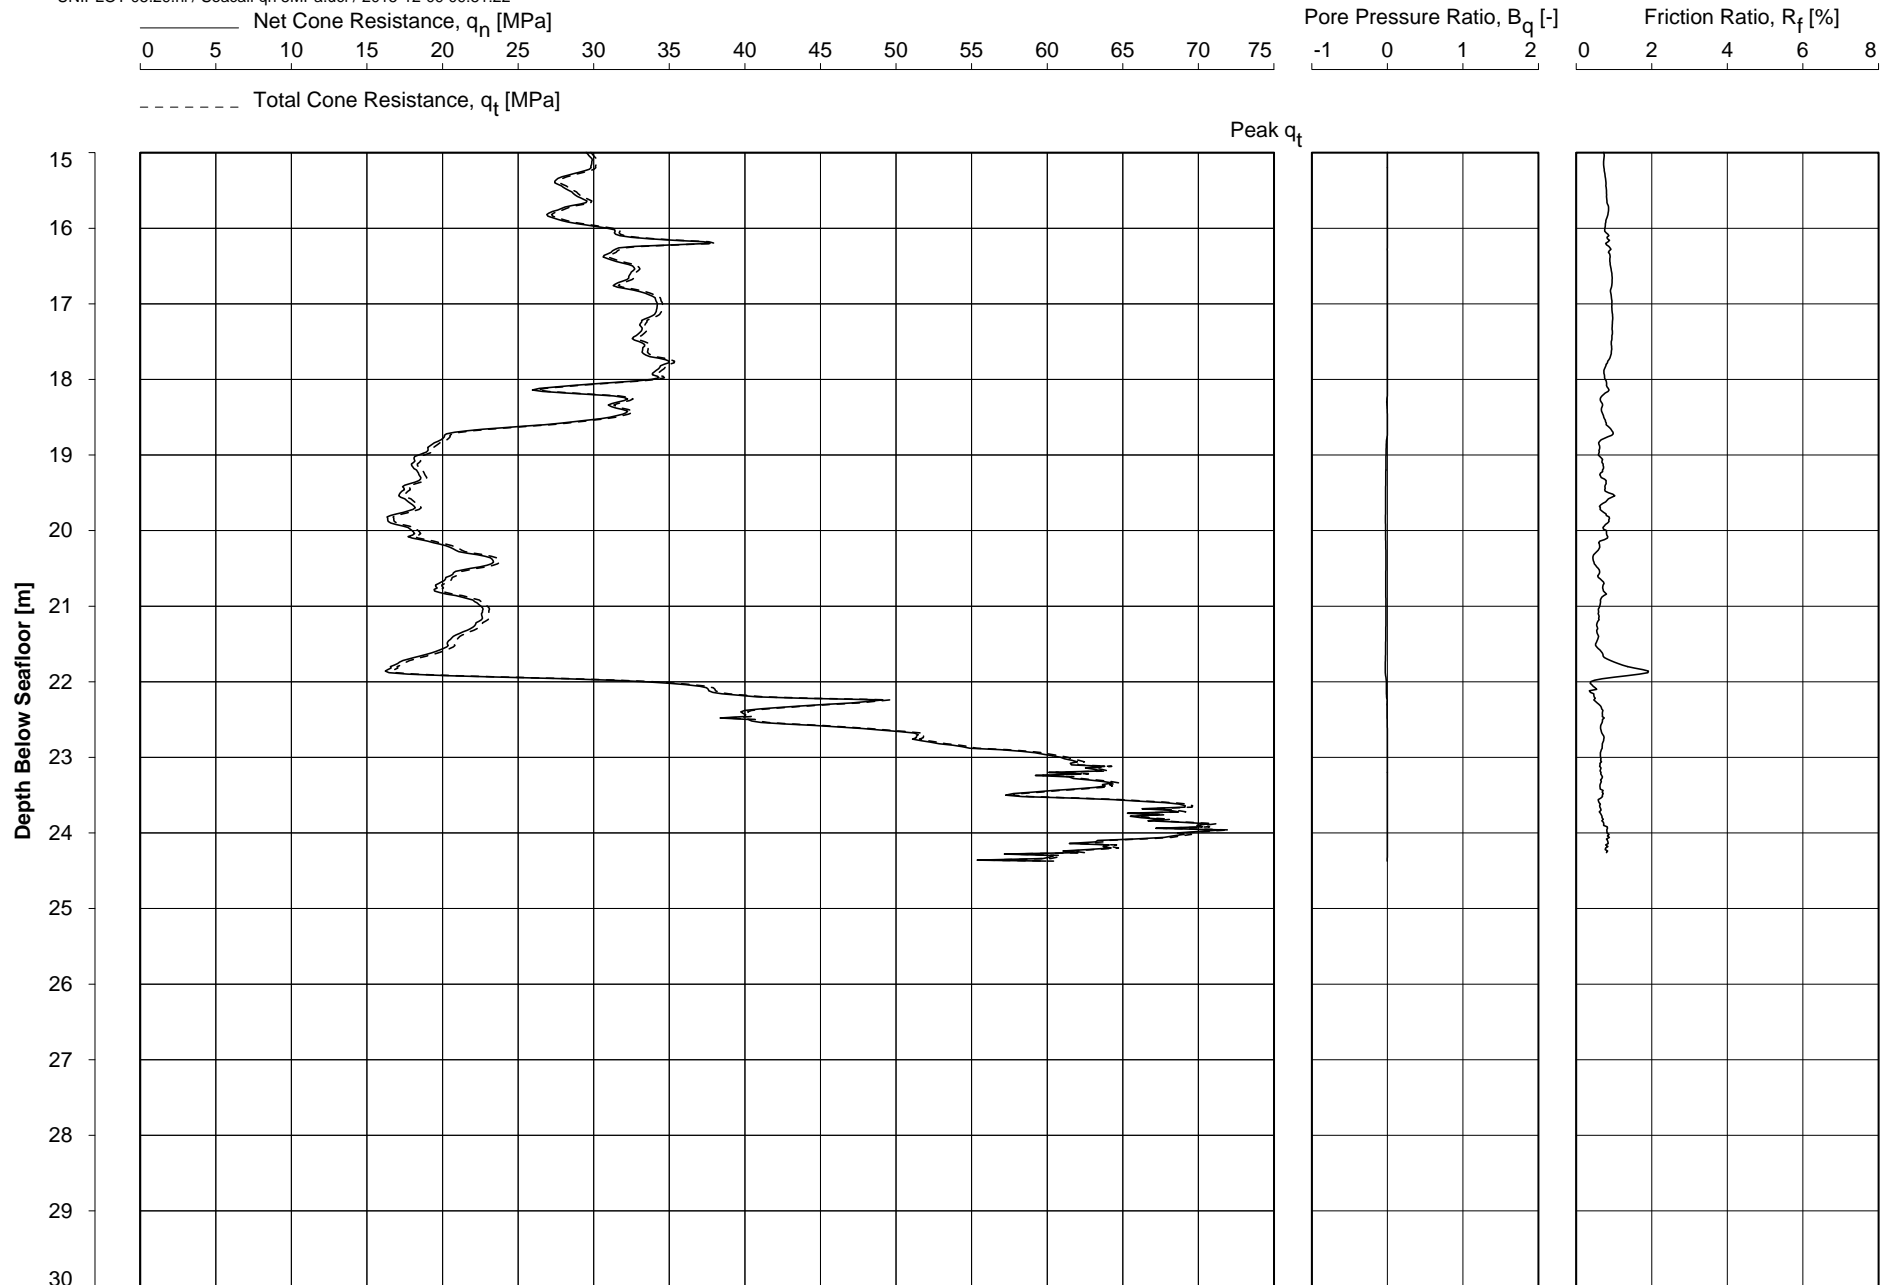 Net Cone Resistance, qn [MPa]
Pore Pressure Ratio, Bq [-]
Friction Ratio, Rf [%]
0 5 10 15 20 25 30 35 40 45 50 55 60 65 70 75
-1 0 1 2
0 2 4 6 8
Total Cone Resistance, qt [MPa]
Peak qt
15
16
17
18
19
20
21
22
23
24
25
26
27
28
29
30
Depth Below Seafloor [m]